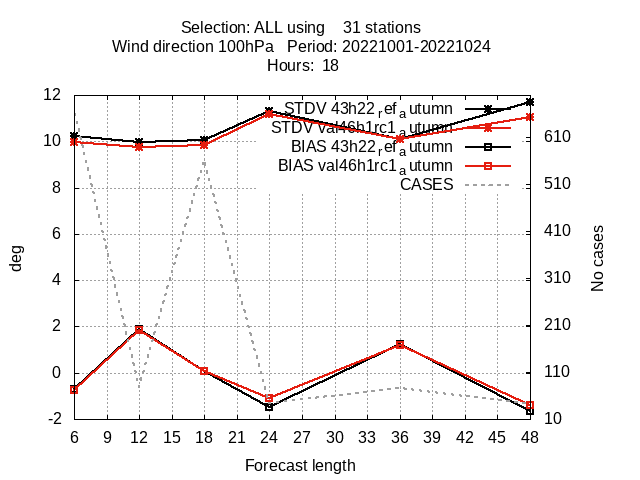 Selection: ALL using 31 stations
Wind direction 100hPa Period: 20221001-20221024
Hours: 18
STDV 43h22_ref_autumn
STDV val46h1rc1_autumn
BIAS 43h22_ref_autumn
BIAS val46h1rc1_autumn
CASES
12
10
8
6
4
2
0
-2
deg
610
510
410
310
210
110
10
No cases
6 9 12 15 18 21 24 27 30 33 36 39 42 45 48
Forecast length